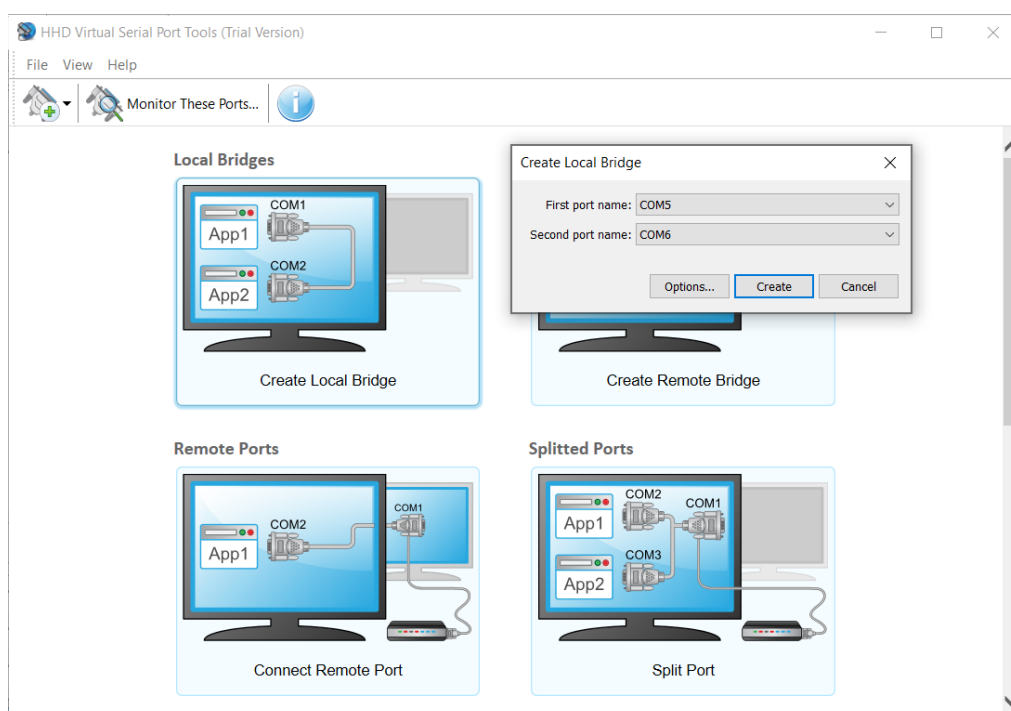 HHD Virtual Serial Port Tools (Trial Version)
File View Help
Monitor These Ports...
Local Bridges
COM1
App1
COM2
App2
Create Local Bridge
Create Local Bridge
First port name: COM5
Second port name: COM6
Options... Create Cancel
Create Remote Bridge
Remote Ports
COM1
COM2
App1
Connect Remote Port
Splitted Ports
COM2
COM1
App1
COM3
App2
Split Port